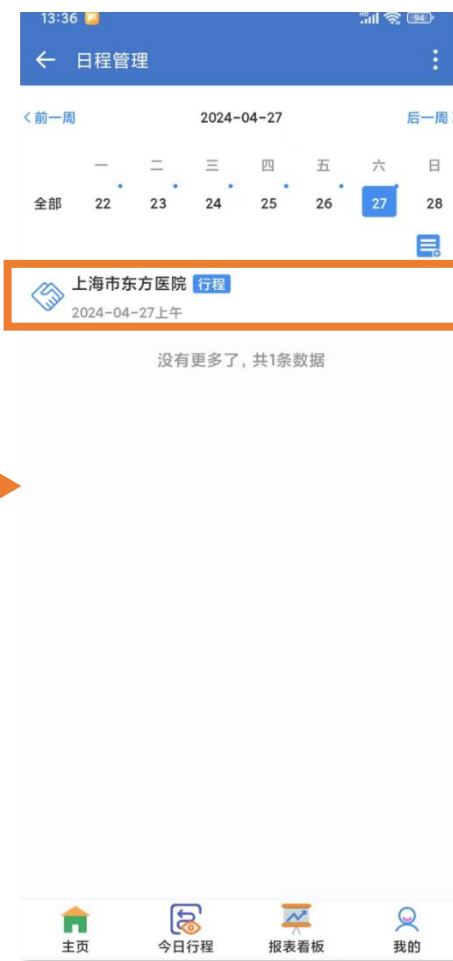 13:36 94
日程管理
前一周 2024-04-27 后一周
一 二 三 四 五 六 日
全部 22 23 24 25 26 27 28
上海市东方医院 行程
2024-04-27上午
没有更多了，共1条数据
主页 今日行程 报表看板 我的